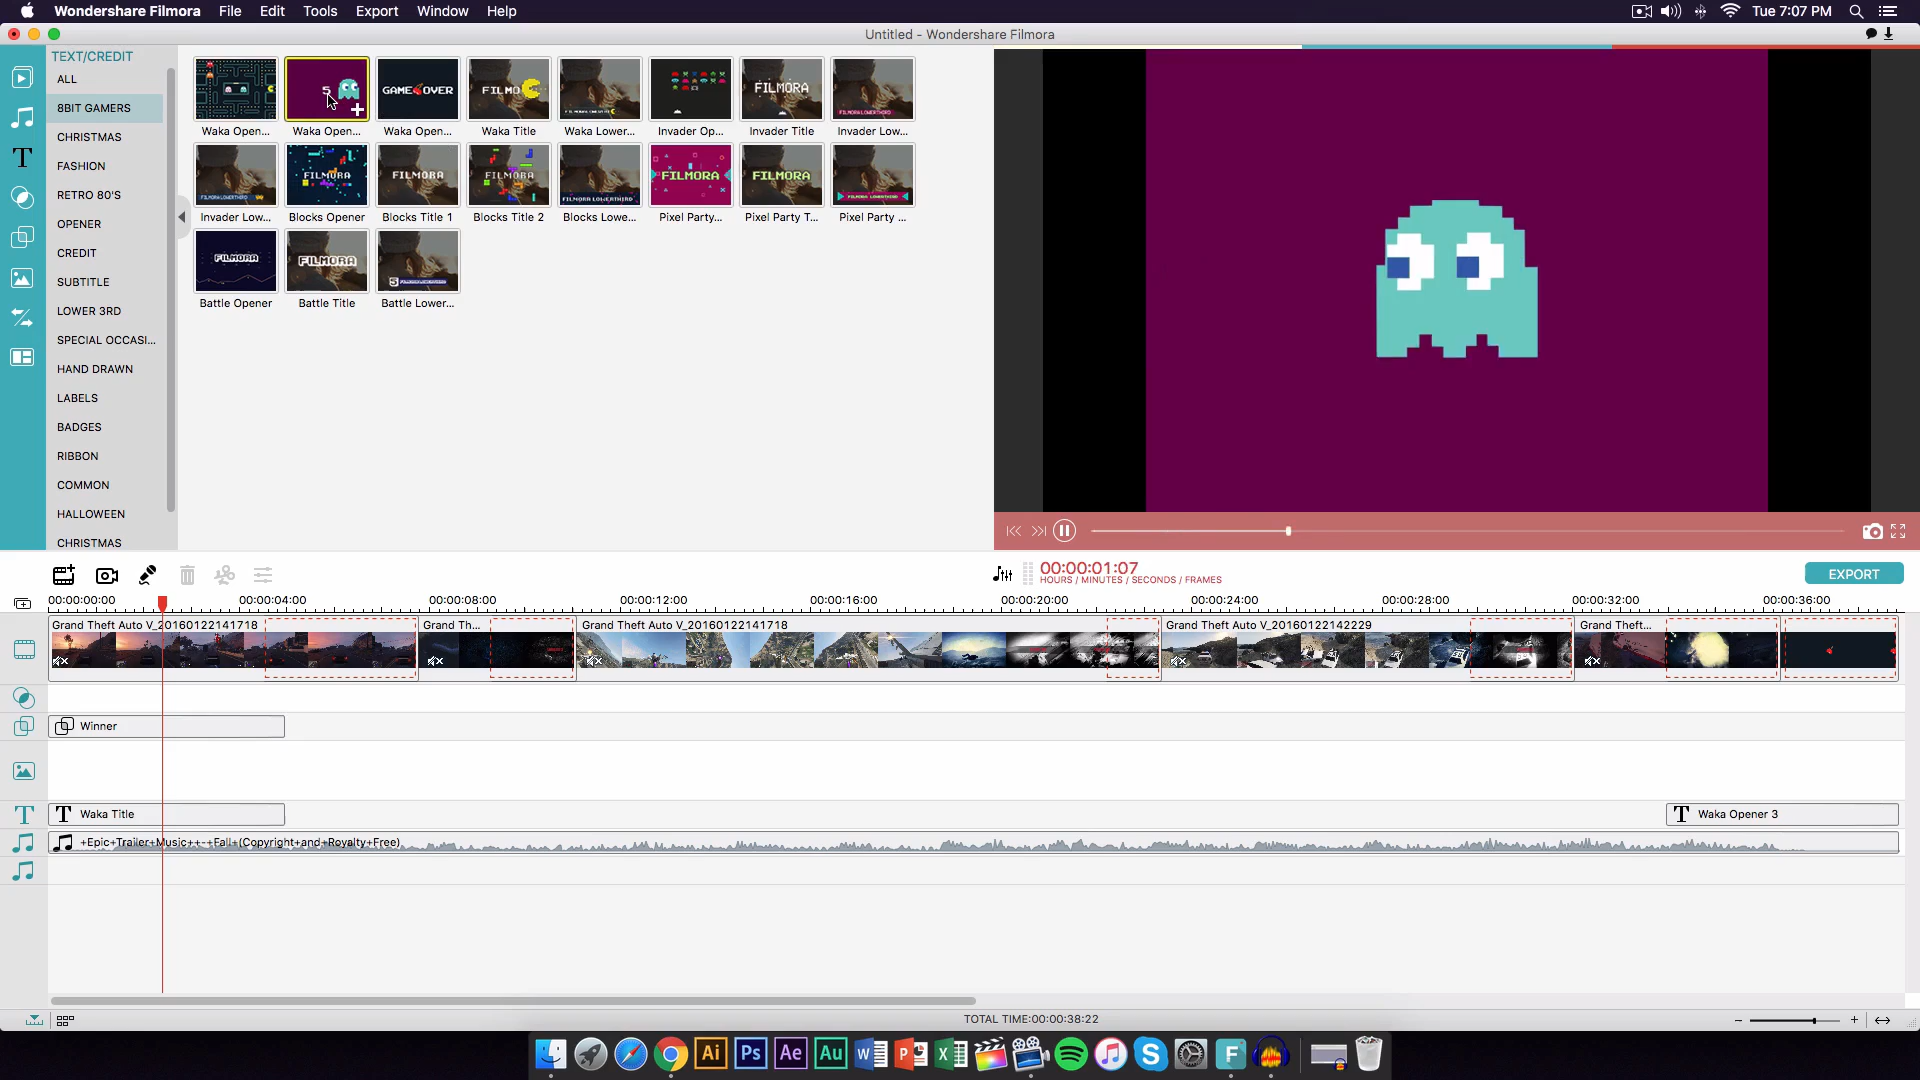 Wondershare Filmora File Edit Tools Export Window Help
Tue 7:07 PM
Untitled - Wondershare Filmora
TEXT/CREDIT
ALL
8BIT GAMERS
CHRISTMAS
FASHION
RETRO 80'S
OPENER
CREDIT
SUBTITLE
LOWER 3RD
SPECIAL OCCASI...
HAND DRAWN
LABELS
BADGES
RIBBON
COMMON
HALLOWEEN
CHRISTMAS
5
GAME OVER
FILMO
FILMORA
Waka Open... Waka Open... Waka Open... Waka Title Waka Lower... Invader Op... Invader Title Invader Low...
FILMORA FILMORA FILMORA FILMORA LOWERTHIRD FILMORA FILMORA
Invader Low... Blocks Opener Blocks Title 1 Blocks Title 2 Blocks Lowe... Pixel Party... Pixel Party T... Pixel Party ...
FILMORA FILMORA 5 FILMORA LOWERTHIRD
Battle Opener Battle Title Battle Lower...
00:00:01:07
HOURS / MINUTES / SECONDS / FRAMES
EXPORT
00:00:00:00 00:00:04:00 00:00:08:00 00:00:12:00 00:00:16:00 00:00:20:00 00:00:24:00 00:00:28:00 00:00:32:00 00:00:36:00
Grand Theft Auto V_20160122141718 Grand Th... Grand Theft Auto V_20160122141718 Grand Theft Auto V_20160122142229 Grand Theft...
Winner
T Waka Title T Waka Opener 3
+Epic+Trailer+Music+-+-+Fall+(Copyright+and+Royalty+Free)
TOTAL TIME:00:00:38:22
Ai Ps Ae Au W P X F